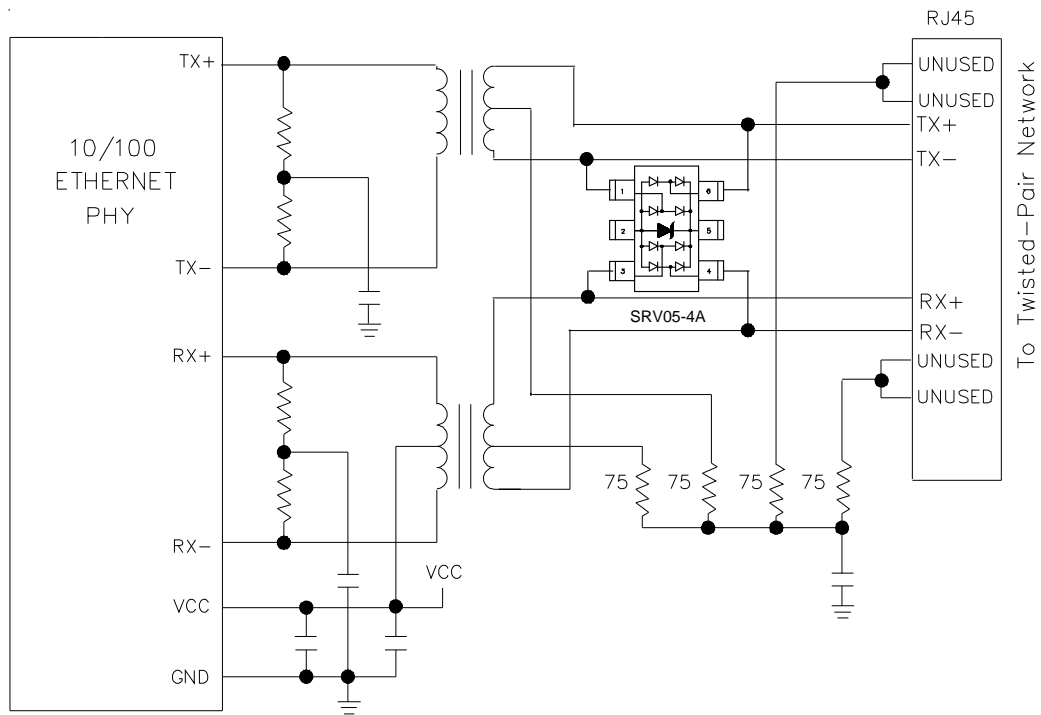 RJ45
10/100
ETHERNET
PHY
TX+
TX-
RX+
RX-
VCC
GND
VCC
1
2
3
6
5
4
SRV05-4A
UNUSED
UNUSED
TX+
TX-
RX+
RX-
UNUSED
UNUSED
To Twisted-Pair Network
75
75
75
75